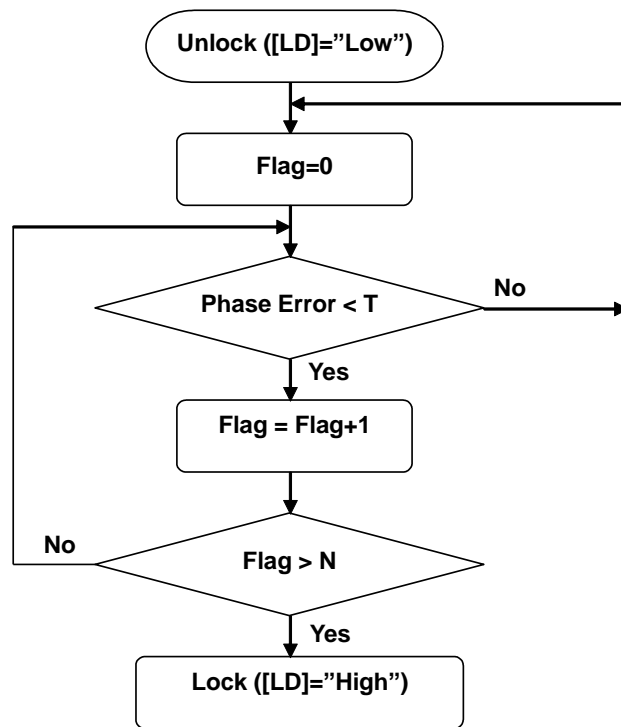 Unlock ([LD]=”Low”)
Flag=0
Phase Error < T
No
Yes
Flag = Flag+1
No
Flag > N
Yes
Lock ([LD]=”High”)